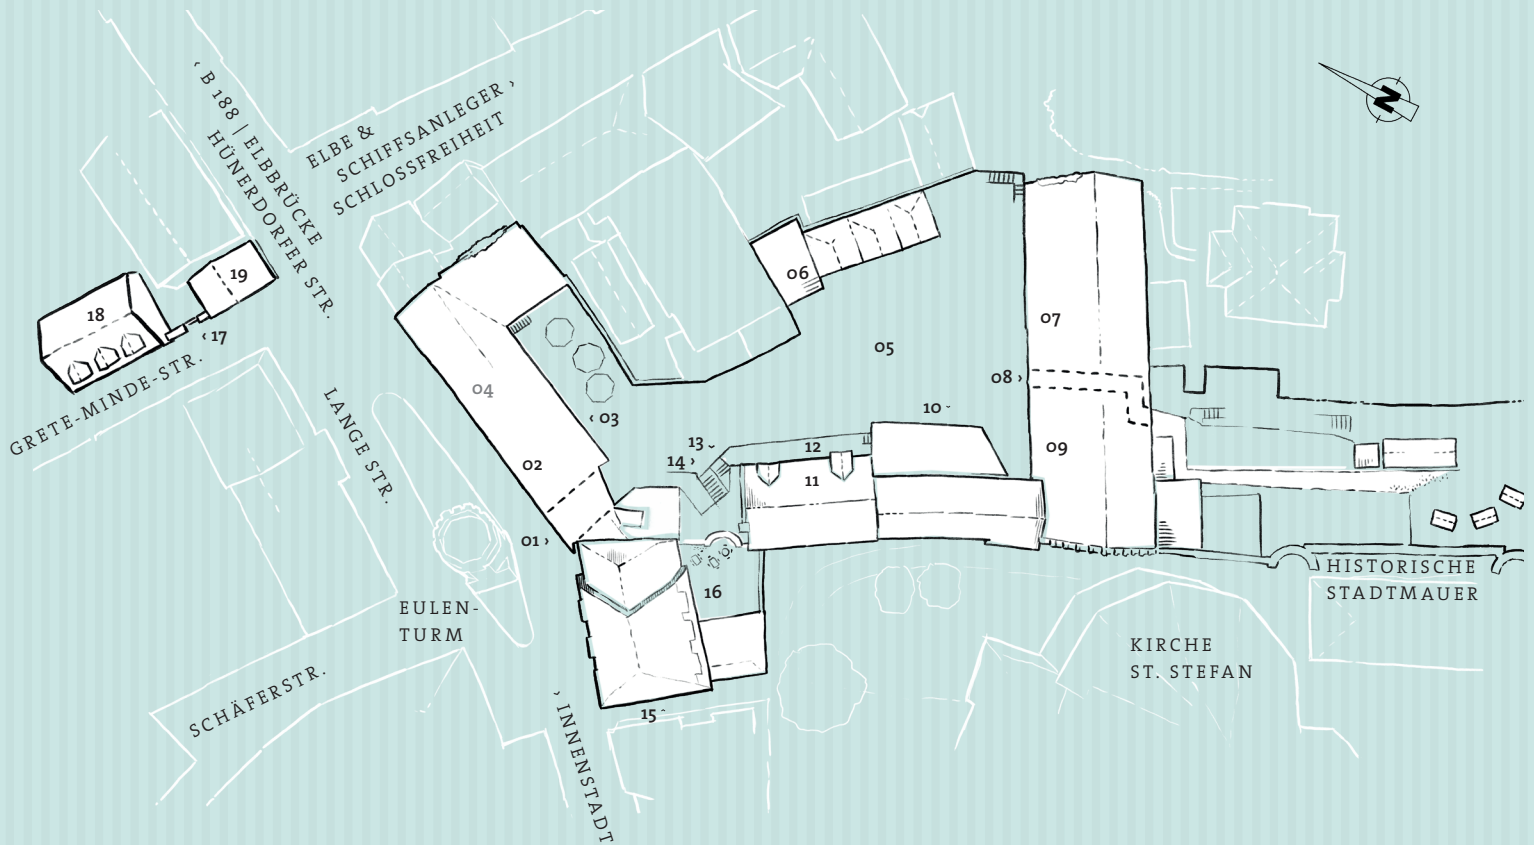 N
‹ B 188 | ELBBRÜCKE
HÜNERDORFER STR.
ELBE &
SCHIFFSANLEGER ›
SCHLOSSFREIHEIT
19
18
‹ 17
GRETE-MINDE-STR.
LANGE STR.
06
07
05
08 ›
04
‹ 03
10 ˇ
02
13 ˇ
14 ›
12
11
09
01 ›
16
EULEN-
TURM
HISTORISCHE
STADTMAUER
KIRCHE
ST. STEFAN
SCHÄFERSTR.
15 ˆ
› INNENSTADT